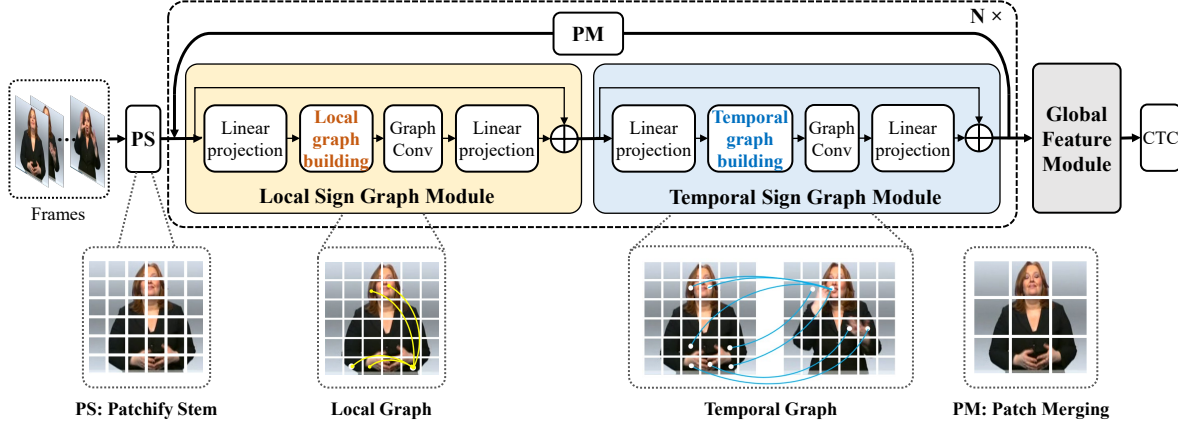 N ×
PM
Frames
PS
Linear
projection
Local
graph
building
Graph
Conv
Linear
projection
Local Sign Graph Module
Linear
projection
Temporal
graph
building
Graph
Conv
Linear
projection
Temporal Sign Graph Module
Global
Feature
Module
CTC
PS: Patchify Stem
Local Graph
Temporal Graph
PM: Patch Merging